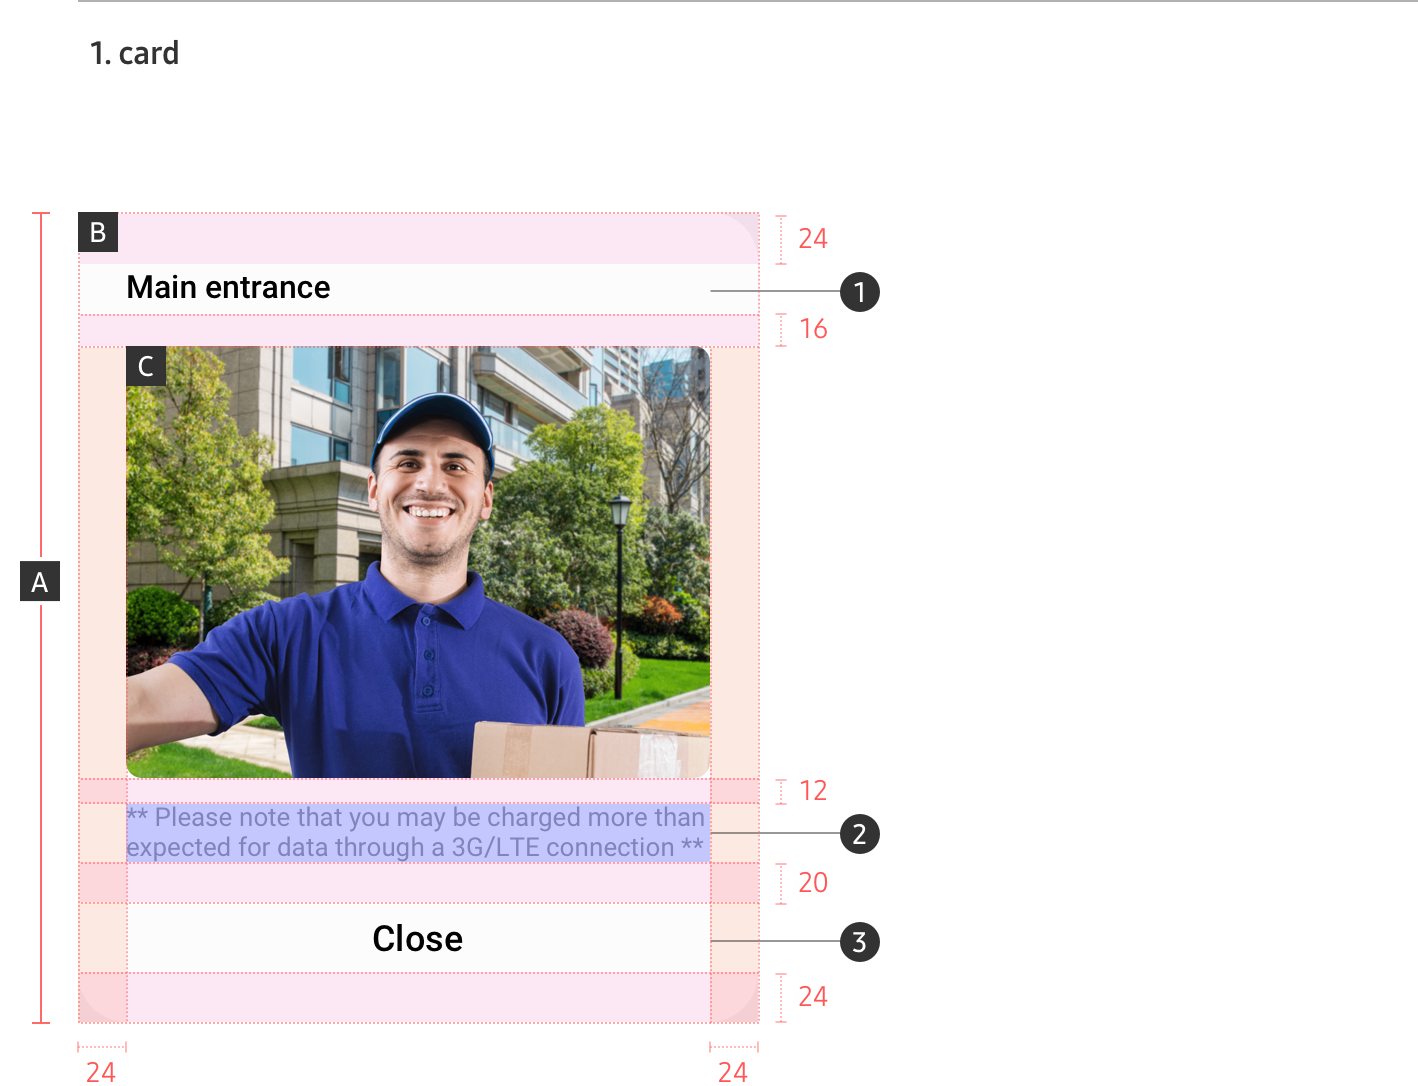 1. card
B
24
Main entrance
1
16
C
A
12
** Please note that you may be charged more than
expected for data through a 3G/LTE connection **
2
20
Close
3
24
24
24